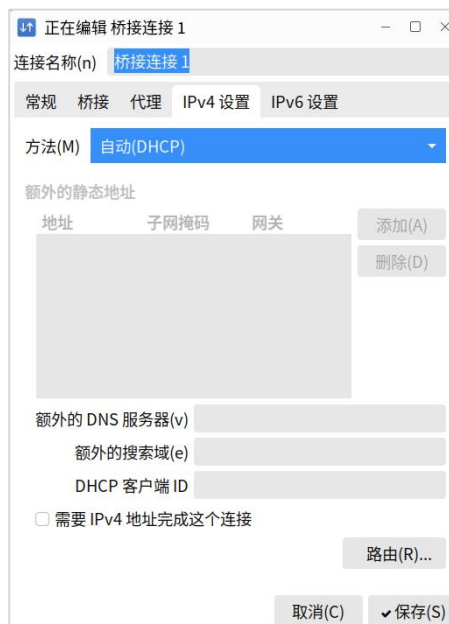 正在编辑 桥接连接 1
连接名称(n) 桥接连接 1
常规 桥接 代理 IPv4 设置 IPv6 设置
方法(M) 自动(DHCP)
额外的静态地址
地址 子网掩码 网关
添加(A)
删除(D)
额外的 DNS 服务器(v)
额外的搜索域(e)
DHCP 客户端 ID
需要 IPv4 地址完成这个连接
路由(R)...
取消(C) 保存(S)